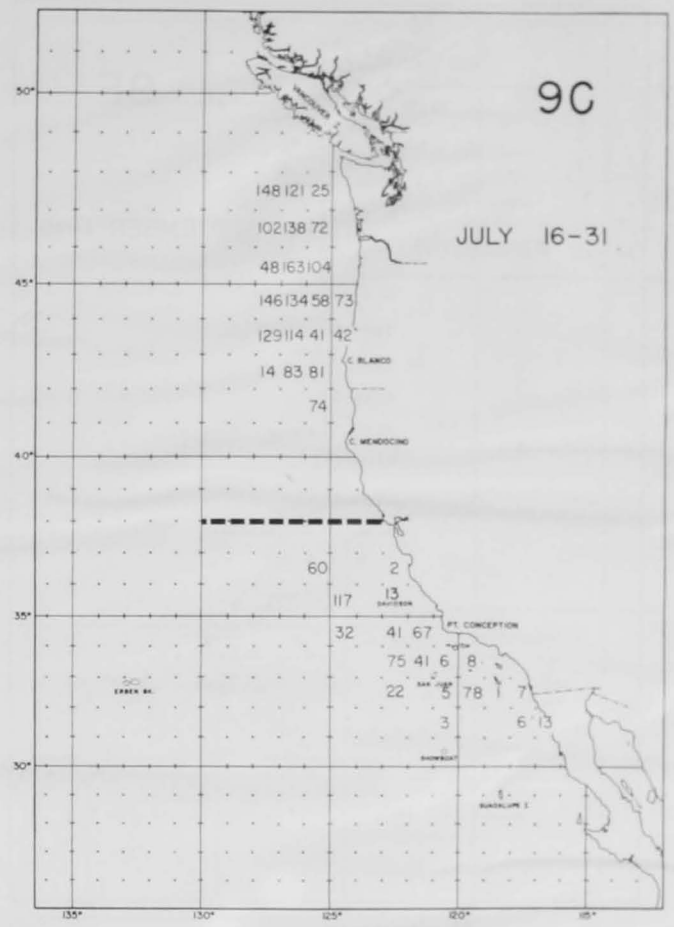 9C
50°
VANCOUVER I.
148 121 25
102 138 72
JULY 16-31
48 163 104
45°
146 134 58 73
129 114 41 42
C. BLANCO
14 83 81
74
C. MENDOCINO
40°
60 2
117 13
DAVIDSON
35°
PT. CONCEPTION
32 41 67
75 41 6 8
SAN JUAN
ERBEN BK.
22 5 78 1 7
3 6 13
SHOWBOAT
30°
GUADALUPE I.
135° 130° 125° 120° 115°